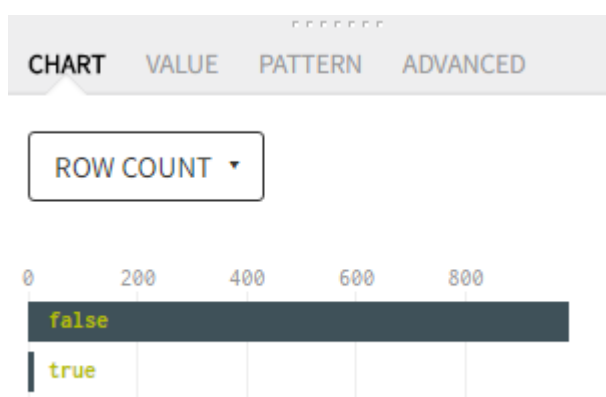 CHART VALUE PATTERN ADVANCED
ROW COUNT
0 200 400 600 800
false
true